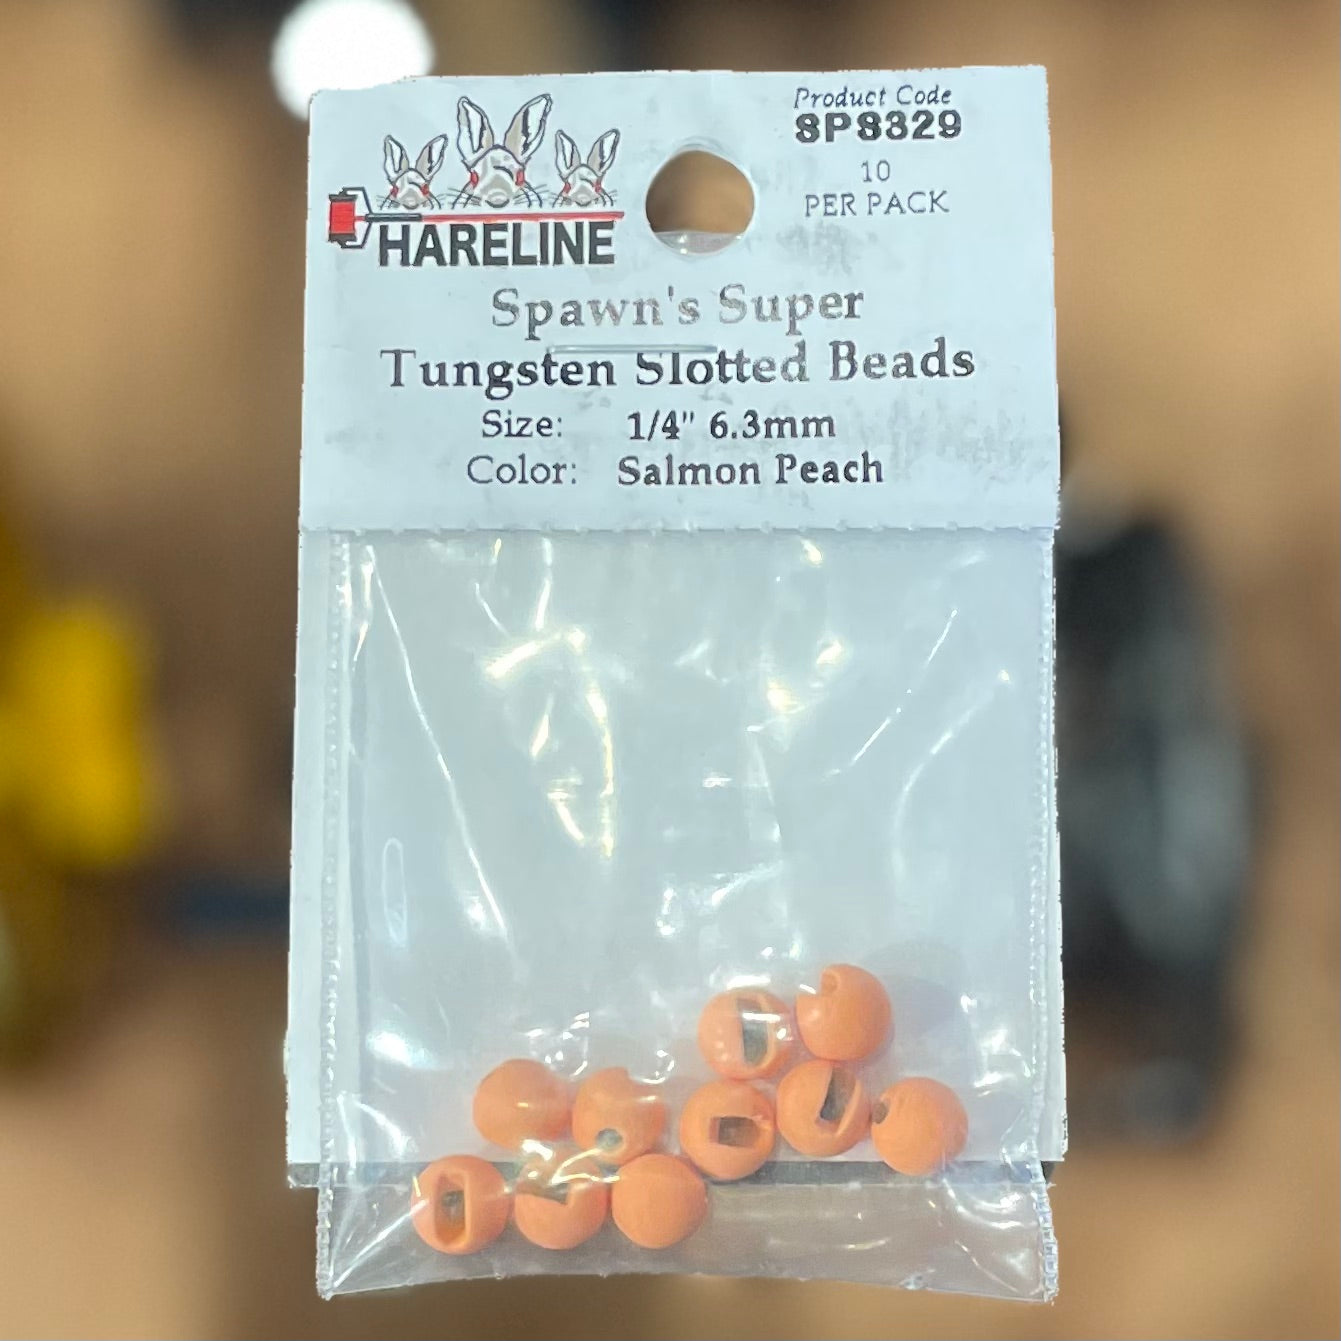 HARELINE
Product Code
SPS329
10
PER PACK
Spawn's Super
Tungsten Slotted Beads
Size: 1/4" 6.3mm
Color: Salmon Peach